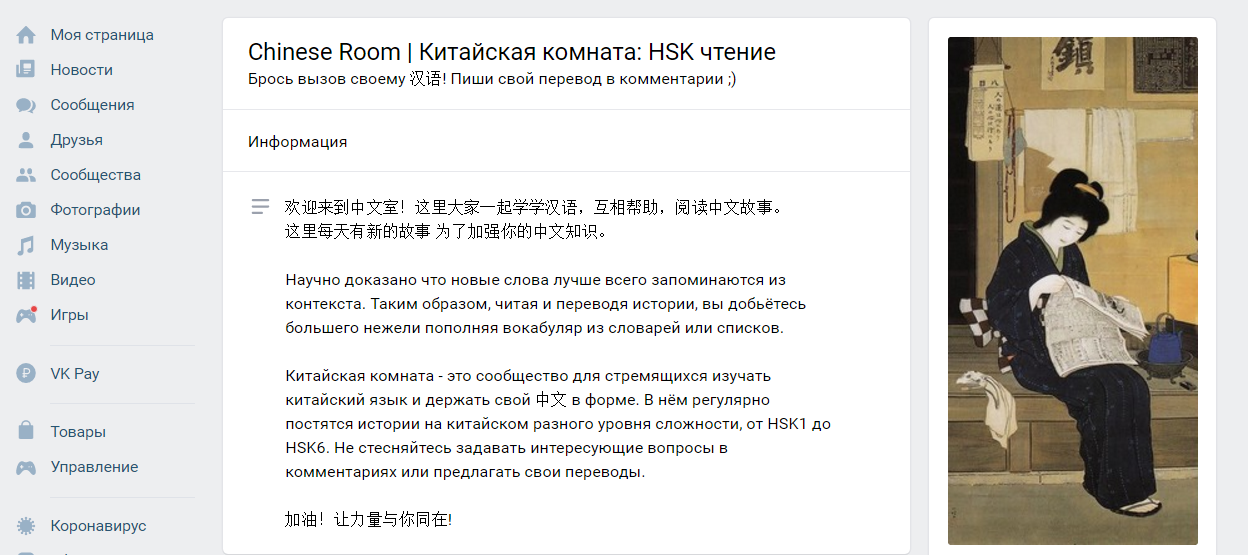 Моя страница
Новости
Сообщения
Друзья
Сообщества
Фотографии
Музыка
Видео
Игры
VK Pay
Товары
Управление
Коронавирус
Chinese Room | Китайская комната: HSK чтение
Брось вызов своему 汉语! Пиши свой перевод в комментарии ;)
Информация
欢迎来到中文室！这里大家一起学学汉语，互相帮助，阅读中文故事。
这里每天有新的故事 为了加强你的中文知识。
Научно доказано что новые слова лучше всего запоминаются из
контекста. Таким образом, читая и переводя истории, вы добьётесь
большего нежели пополняя вокабуляр из словарей или списков.
Китайская комната - это сообщество для стремящихся изучать
китайский язык и держать свой 中文 в форме. В нём регулярно
постятся истории на китайском разного уровня сложности, от HSK1 до
HSK6. Не стесняйтесь задавать интересующие вопросы в
комментариях или предлагать свои переводы.
加油！让力量与你同在!
鎮